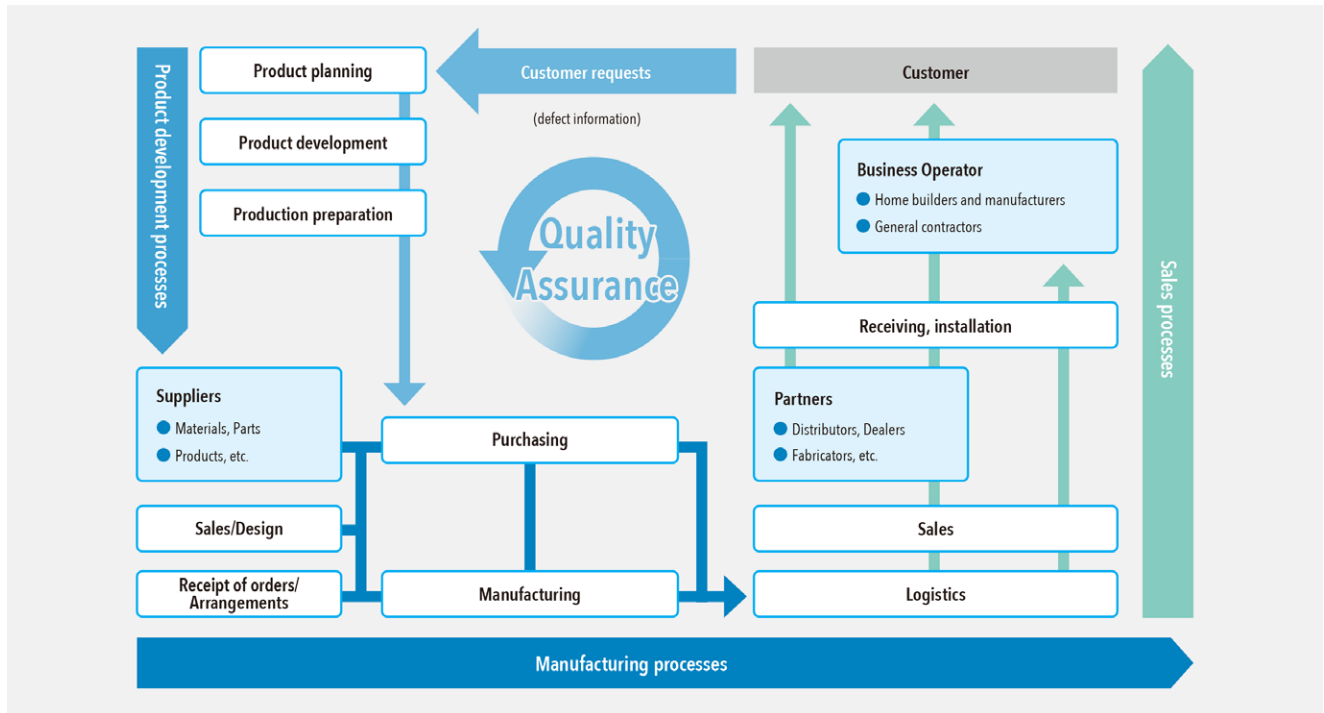 Product development processes
Product planning
Product development
Production preparation
Customer requests
(defect information)
Quality
Assurance
Customer
Business Operator
Home builders and manufacturers
General contractors
Receiving, installation
Sales processes
Suppliers
Materials, Parts
Products, etc.
Purchasing
Partners
Distributors, Dealers
Fabricators, etc.
Sales/Design
Sales
Receipt of orders/
Arrangements
Manufacturing
Logistics
Manufacturing processes